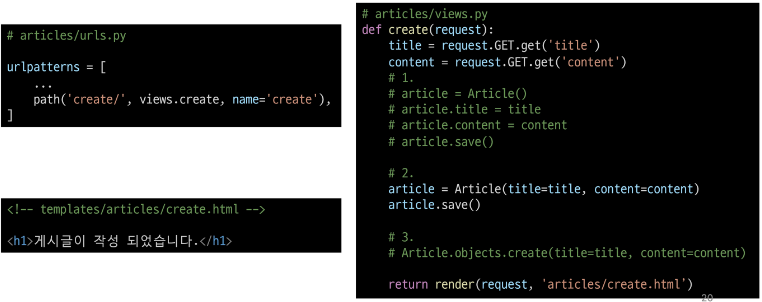 # articles/urls.py
urlpatterns = [
    ...
    path('create/', views.create, name='create'),
]
<!-- templates/articles/create.html -->
<h1>게시글이 작성 되었습니다.</h1>
# articles/views.py
def create(request):
    title = request.GET.get('title')
    content = request.GET.get('content')
    # 1.
    # article = Article()
    # article.title = title
    # article.content = content
    # article.save()
    # 2.
    article = Article(title=title, content=content)
    article.save()
    # 3.
    # Article.objects.create(title=title, content=content)
    return render(request, 'articles/create.html')
20